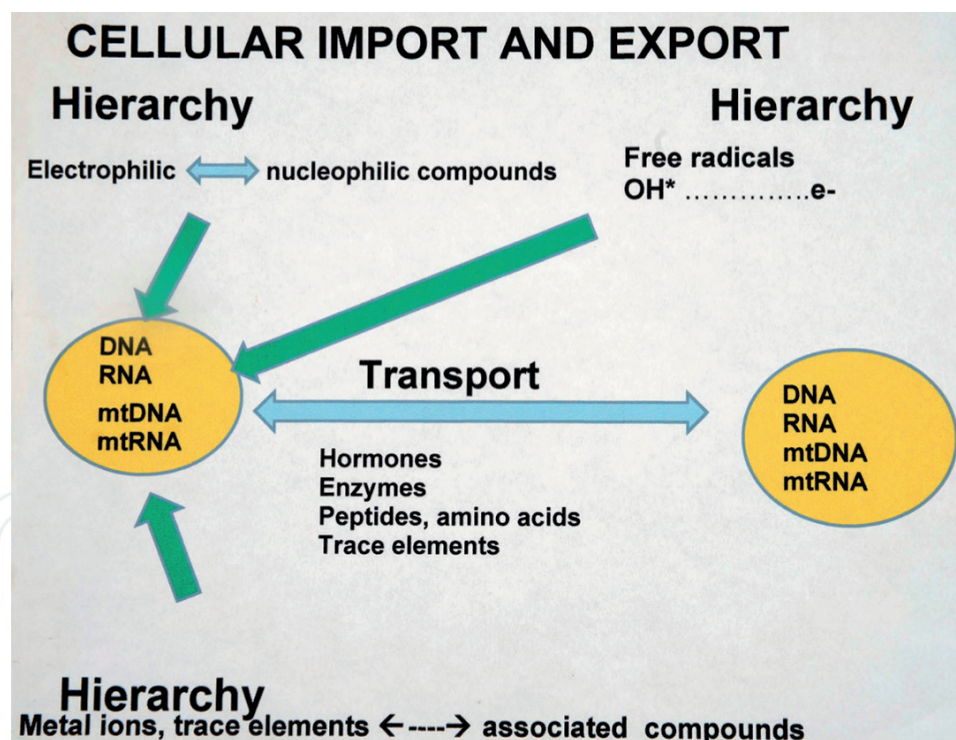 CELLULAR IMPORT AND EXPORT
Hierarchy
Hierarchy
Electrophilic nucleophilic compounds
Free radicals
OH* ..............e-
DNA
RNA
mtDNA
mtRNA
Transport
Hormones
Enzymes
Peptides, amino acids
Trace elements
DNA
RNA
mtDNA
mtRNA
Hierarchy
Metal ions, trace elements ←----→ associated compounds